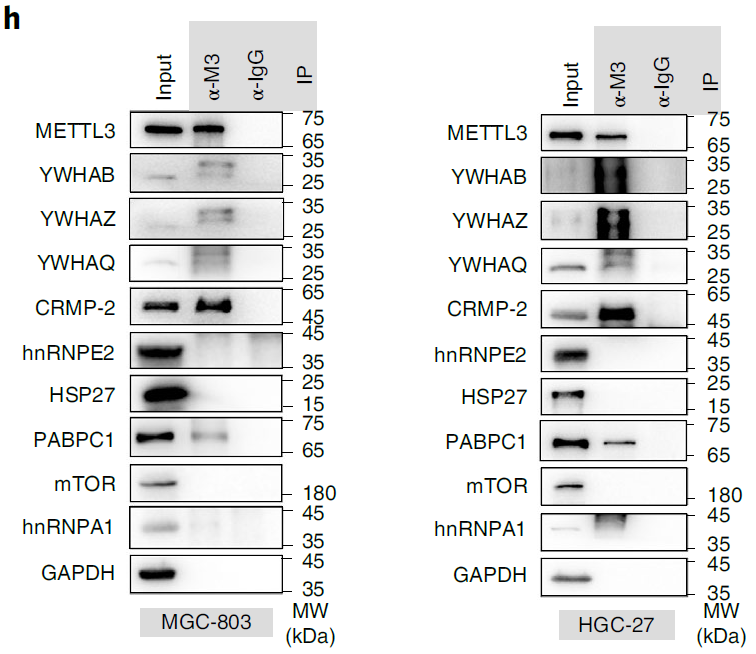 h
Input
α-M3
α-IgG
IP
METTL3
75
65
YWHAB
35
25
YWHAZ
35
25
YWHAQ
35
25
CRMP-2
65
45
hnRNPE2
45
35
HSP27
25
15
PABPC1
75
65
mTOR
180
hnRNPA1
45
35
GAPDH
45
35
MGC-803
MW
(kDa)
Input
α-M3
α-IgG
IP
METTL3
75
65
YWHAB
35
25
YWHAZ
35
25
YWHAQ
35
25
CRMP-2
65
45
hnRNPE2
45
35
HSP27
25
15
PABPC1
75
65
mTOR
180
hnRNPA1
45
35
GAPDH
45
35
HGC-27
MW
(kDa)